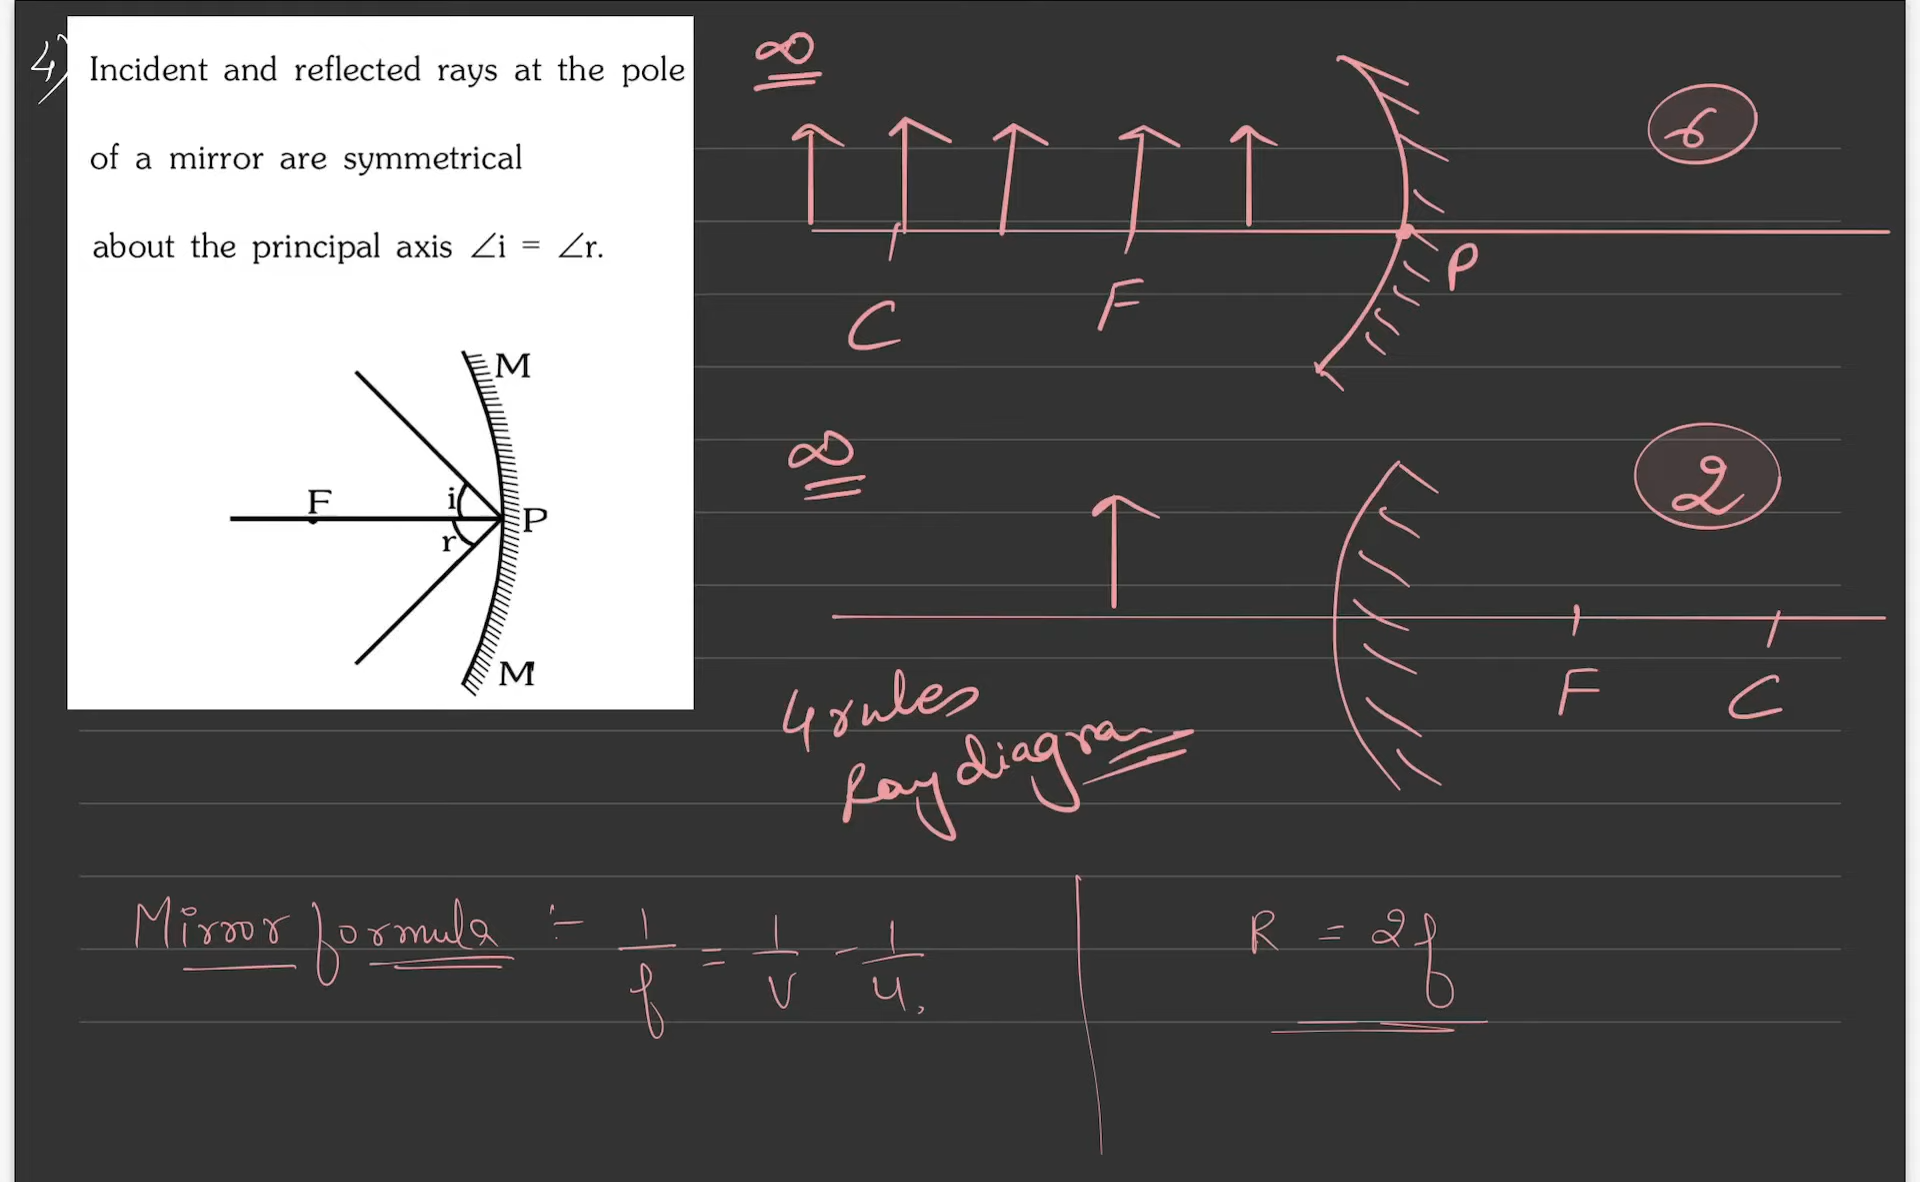 4)
Incident and reflected rays at the pole
of a mirror are symmetrical
about the principal axis ∠i = ∠r.
M
F
i
P
r
M
∞
6
P
C
F
∞
2
F
C
4 rules
Ray diagra
Mirror formula :- 1/f = 1/v - 1/u,
R = 2f